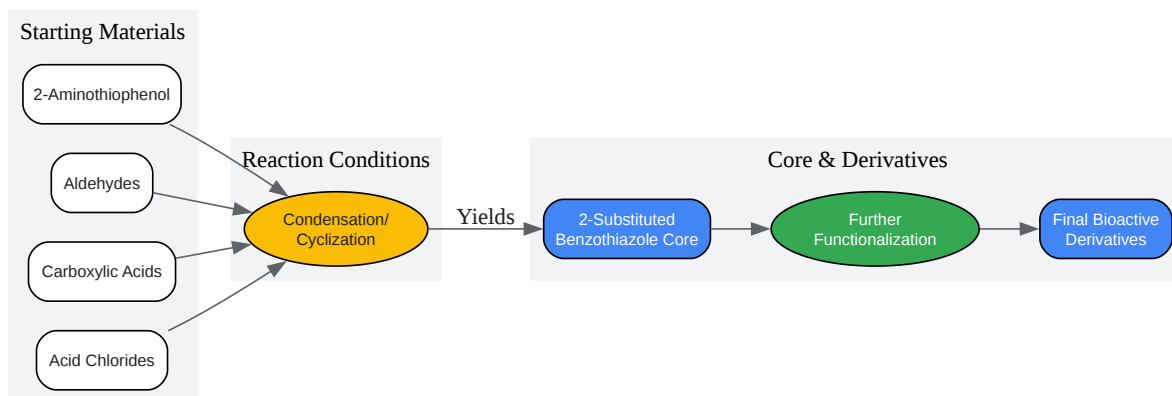 Starting Materials
2-Aminothiophenol
Aldehydes
Carboxylic Acids
Acid Chlorides
Reaction Conditions
Condensation/
Cyclization
Yields
Core & Derivatives
2-Substituted
Benzothiazole Core
Further
Functionalization
Final Bioactive
Derivatives